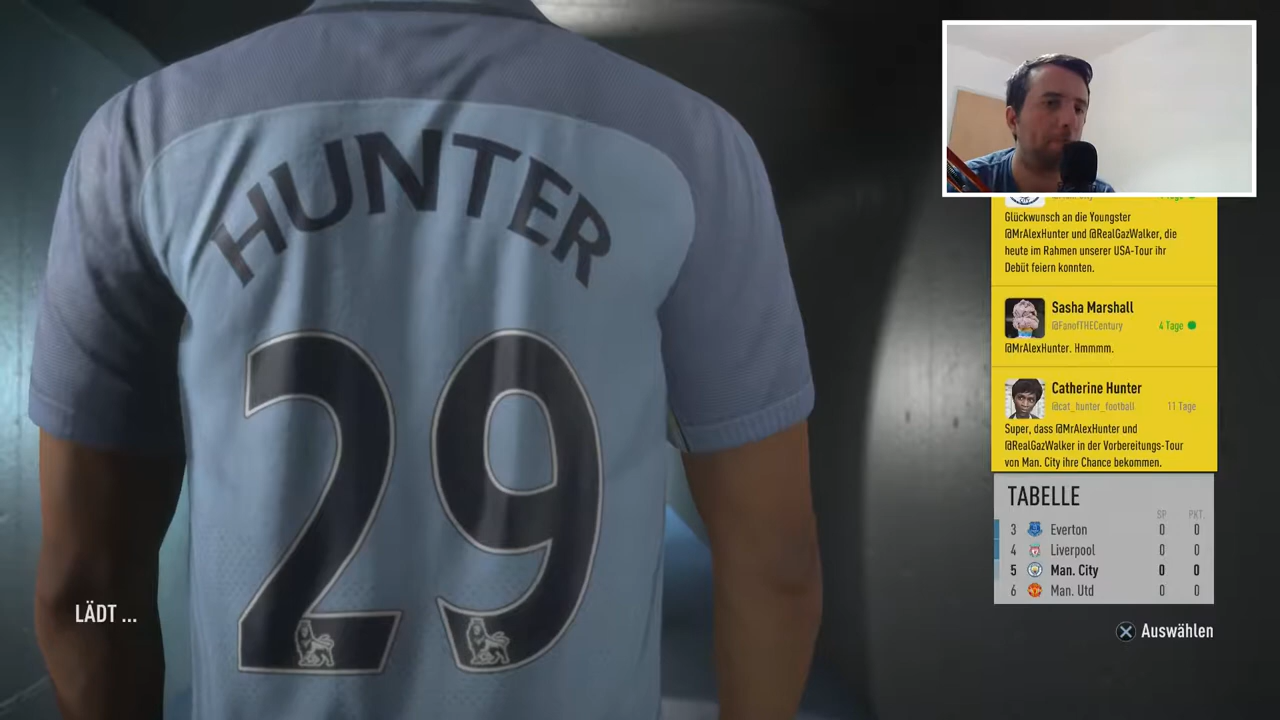 HUNTER
29
LÄDT ...
Glückwunsch an die Youngster
@MrAlexHunter und @RealGazWalker, die
heute im Rahmen unserer USA-Tour ihr
Debüt feiern konnten.
Sasha Marshall
@FanofTHECentury 4 Tage
@MrAlexHunter. Hmmmm.
Catherine Hunter
@cat_hunter_football 11 Tage
Super, dass @MrAlexHunter und
@RealGazWalker in der Vorbereitungs-Tour
von Man. City ihre Chance bekommen.
TABELLE
SP. PKT.
3 Everton 0 0
4 Liverpool 0 0
5 Man. City 0 0
6 Man. Utd 0 0
Auswählen